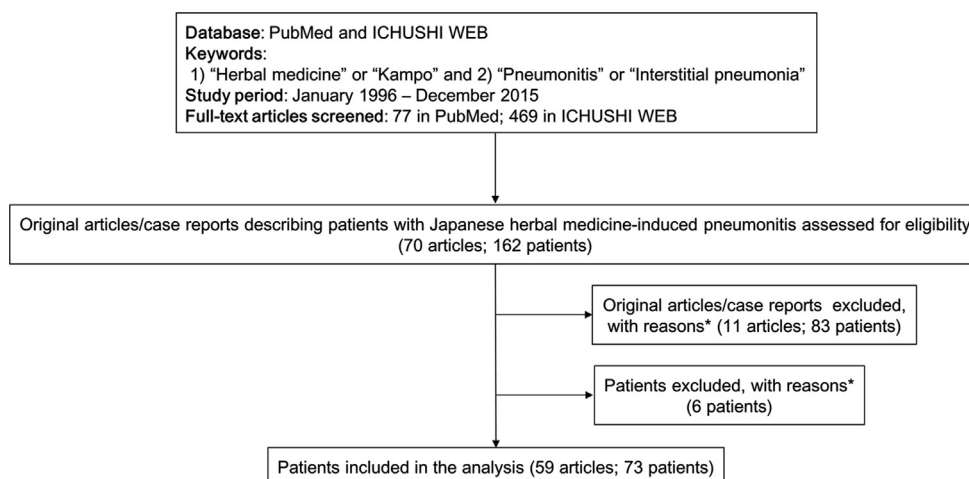 Database: PubMed and ICHUSHI WEB
Keywords:
1) “Herbal medicine” or “Kampo” and 2) “Pneumonitis” or “Interstitial pneumonia”
Study period: January 1996 – December 2015
Full-text articles screened: 77 in PubMed; 469 in ICHUSHI WEB
Original articles/case reports describing patients with Japanese herbal medicine-induced pneumonitis assessed for eligibility
(70 articles; 162 patients)
Original articles/case reports excluded,
with reasons* (11 articles; 83 patients)
Patients excluded, with reasons*
(6 patients)
Patients included in the analysis (59 articles; 73 patients)